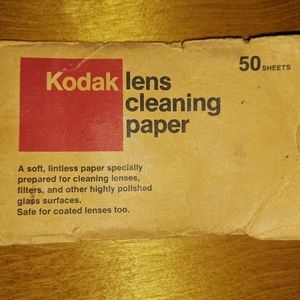 Kodak lens
cleaning
paper
50 SHEETS
A soft, lintless paper specially
prepared for cleaning lenses,
filters, and other highly polished
glass surfaces.
Safe for coated lenses too.